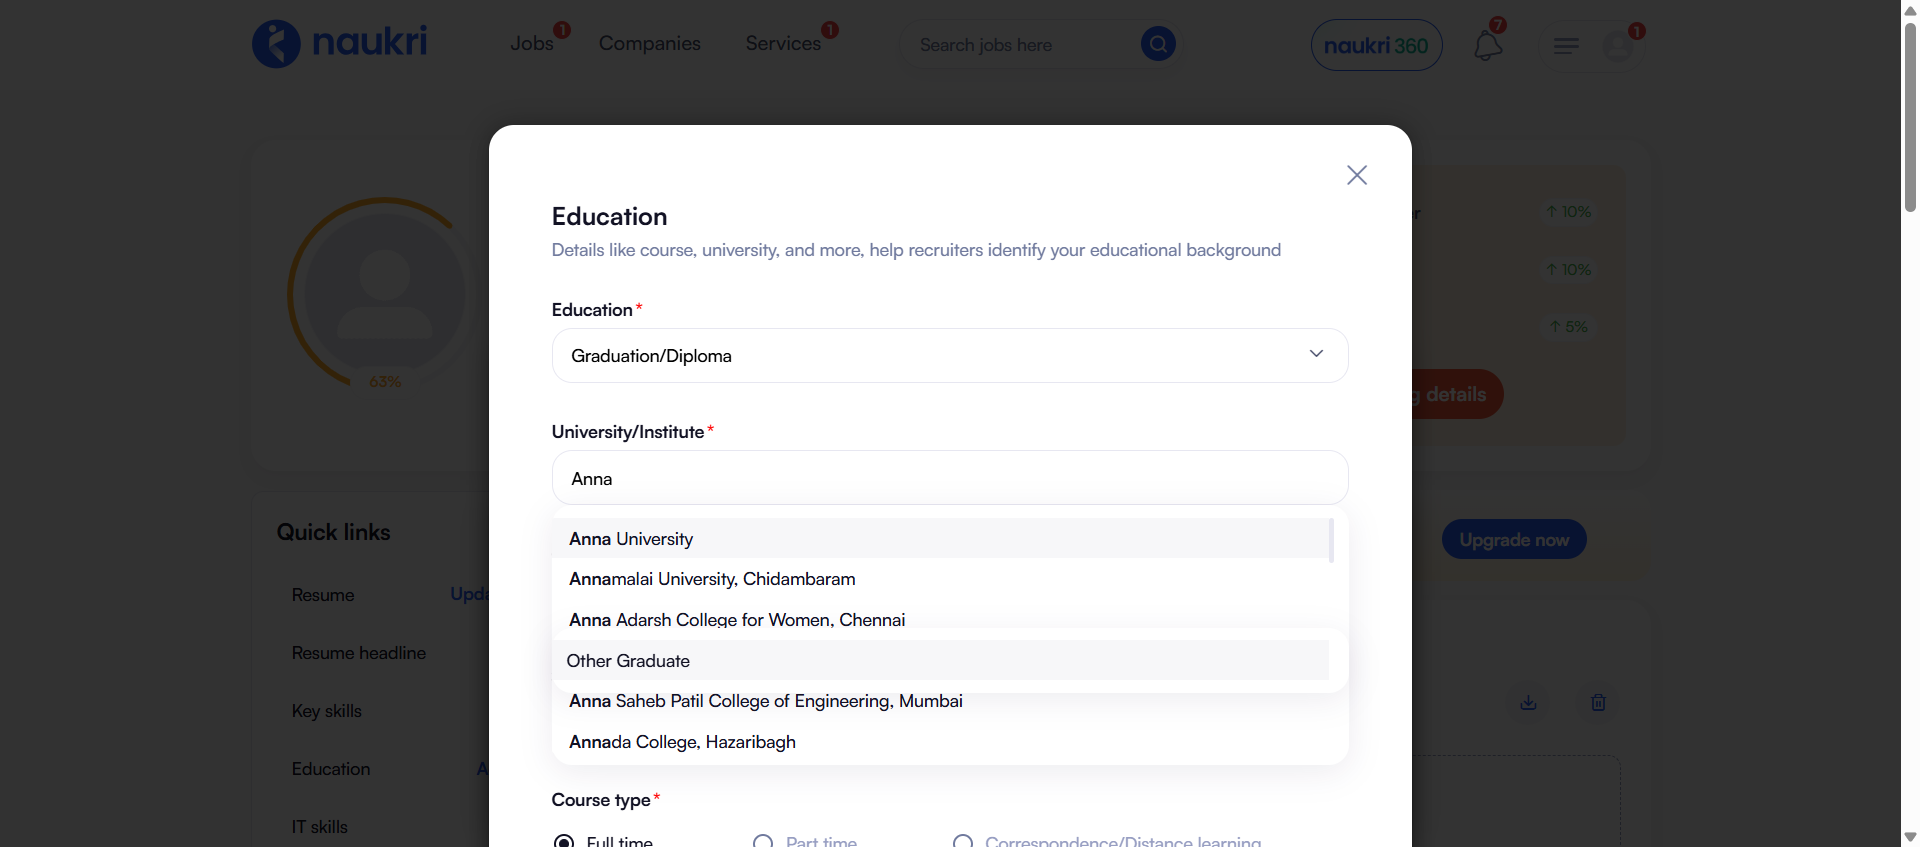 naukri
Jobs 1
Companies
Services 1
Search jobs here
naukri 360
7
1
Education
Details like course, university, and more, help recruiters identify your educational background
Education*
Graduation/Diploma
University/Institute*
Anna
Anna University
Annamalai University, Chidambaram
Anna Adarsh College for Women, Chennai
Other Graduate
Anna Saheb Patil College of Engineering, Mumbai
Annada College, Hazaribagh
Course type*
Full time
Part time
Correspondence/Distance learning
63%
Quick links
Resume
Upda
Resume headline
Key skills
Education
A
IT skills
r
↑ 10%
↑ 10%
↑ 5%
g details
Upgrade now